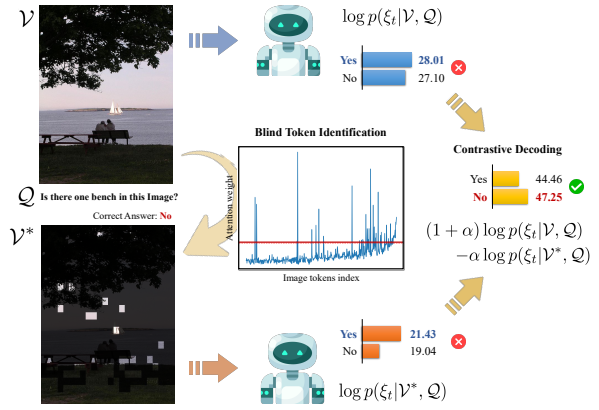 𝒱
log p(ξ_t|𝒱, 𝒬)
Yes 28.01
No 27.10
Blind Token Identification
Attention weight
Image tokens index
Contrastive Decoding
Yes 44.46
No 47.25
(1 + α) log p(ξ_t|𝒱, 𝒬)
−α log p(ξ_t|𝒱*, 𝒬)
𝒬 Is there one bench in this Image?
Correct Answer: No
𝒱*
Yes 21.43
No 19.04
log p(ξ_t|𝒱*, 𝒬)